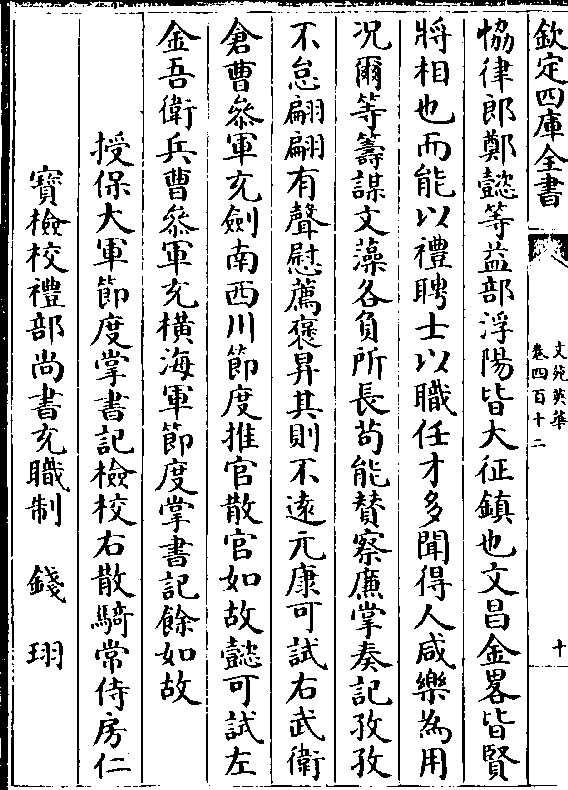 欽定四庫全書
文苑英華
卷四百十二
十
恊律郎鄭懿等益部浮陽皆大征鎮也文昌金畧皆賢
將相也而能以禮聘士以職任才多聞得人咸樂為用
况爾等籌謀文藻各負所長茍能賛察㢘掌奏記孜孜
不怠翩翩有聲慰薦褒昇其則不逺元康可試右武衛
倉曹叅軍充劍南西川節度推官散官如故懿可試左
金吾衛兵曹叅軍充横海軍節度掌書記餘如故
授保大軍節度掌書記檢校右散騎常侍房仁
寳檢校禮部尚書充職制 錢珝